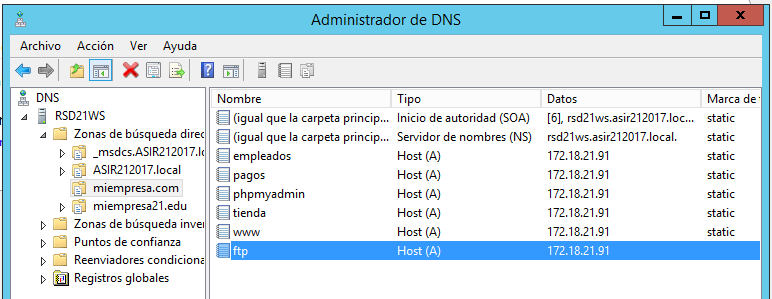 Administrador de DNS
Archivo Acción Ver Ayuda
DNS
RSD21WS
Zonas de búsqueda direc
_msdcs.ASIR212017.lo
ASIR212017.local
miempresa.com
miempresa21.edu
Zonas de búsqueda inver
Puntos de confianza
Reenviadores condiciona
Registros globales
Nombre Tipo Datos Marca de
(igual que la carpeta princip... Inicio de autoridad (SOA) [6], rsd21ws.asir212017.loc... static
(igual que la carpeta princip... Servidor de nombres (NS) rsd21ws.asir212017.local. static
empleados Host (A) 172.18.21.91 static
pagos Host (A) 172.18.21.91 static
phpmyadmin Host (A) 172.18.21.91 static
tienda Host (A) 172.18.21.91 static
www Host (A) 172.18.21.91 static
ftp Host (A) 172.18.21.91